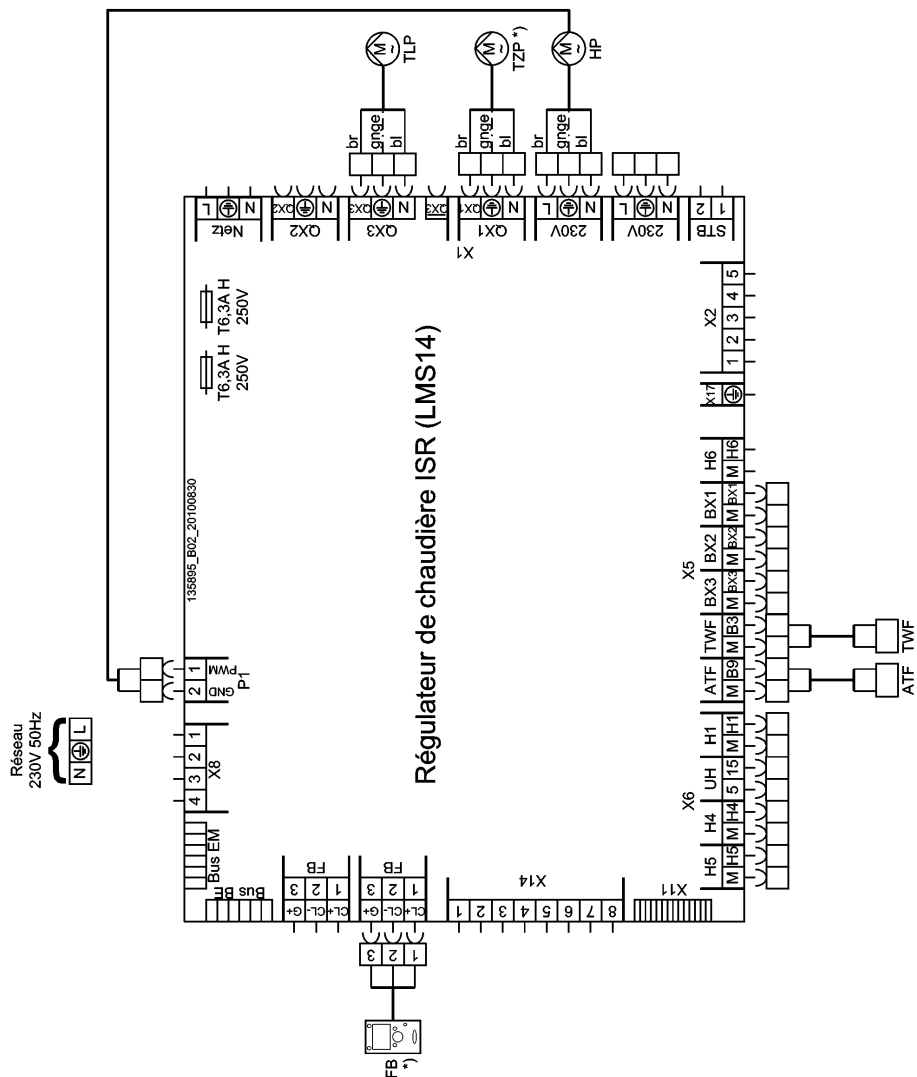 M
~
TLP
M
~
TZP *)
M
~
HP
br
gnge
bl
br
gnge
bl
br
gnge
bl
L
N
Netz
QX2
N
QX2
QX3
N
QX3
QX3
QX1
N
QX1
L
N
230V
L
N
230V
2
1
STB
X1
T6,3A H
250V
T6,3A H
250V
135895_B02_20100830
Régulateur de chaudière ISR (LMS14)
Réseau
230V 50Hz
{
N
L
2
1
GND
PWM
P1
4
3
2
1
X8
Bus EM
Bus BE
FB
3
2
1
G+
CL-
CL+
FB
3
2
1
G+
CL-
CL+
3
2
1
FB
*)
X14
1
2
3
4
5
6
7
8
X11
X2
1
2
3
4
5
X17
X5
H6
M
H6
BX1
M
BX1
BX2
M
BX2
BX3
M
BX3
TWF
M
B3
ATF
M
B9
X6
H1
M
H1
UH
5
15
H4
M
H4
H5
M
H5
TWF
ATF